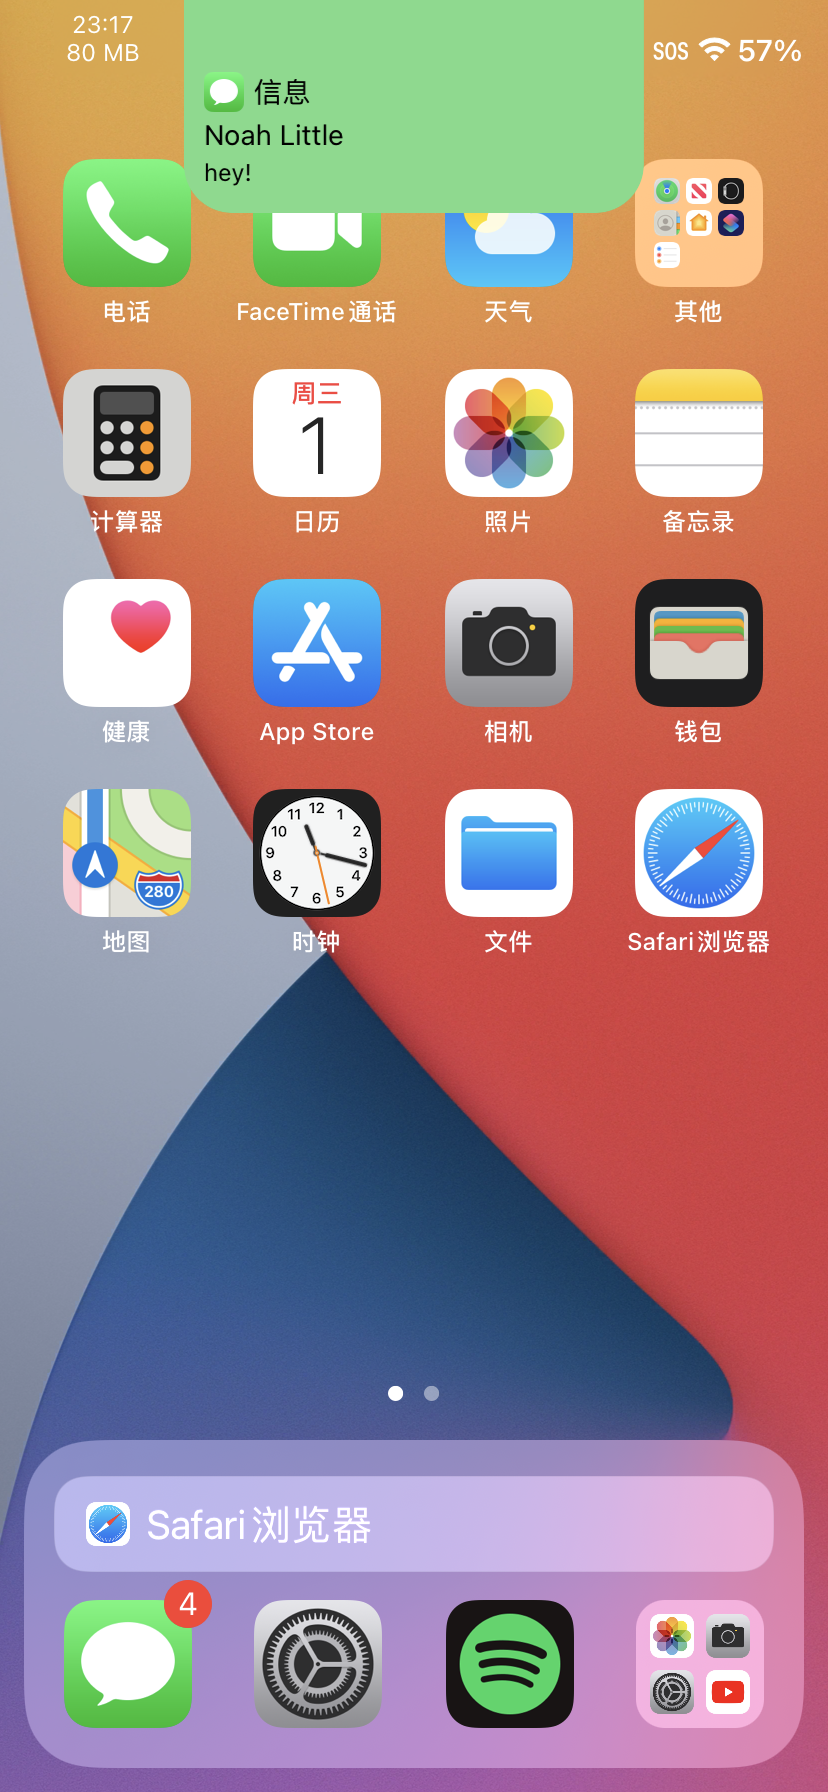 23:17
80 MB
SOS 57%
信息
Noah Little
hey!
电话
FaceTime通话
天气
其他
计算器
周三
1
日历
照片
备忘录
健康
App Store
相机
钱包
280
地图
12
1
2
3
4
5
6
7
8
9
10
11
时钟
文件
Safari浏览器
Safari浏览器
4